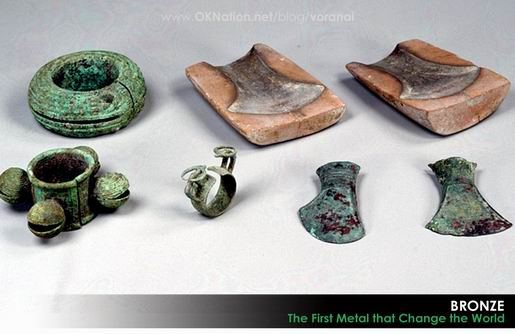 www.OKNation.net/blog/voranai
BRONZE
The First Metal that Change the World